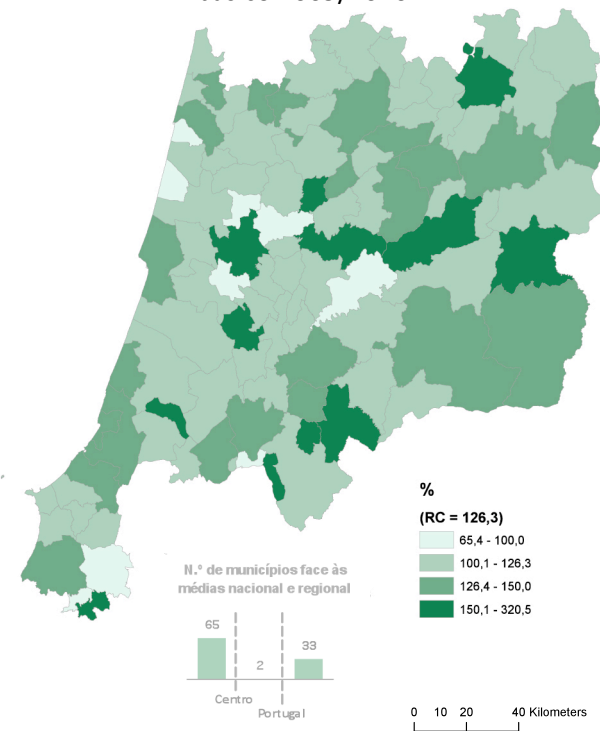 %
(RC = 126,3)
65,4 - 100,0
100,1 - 126,3
126,4 - 150,0
150,1 - 320,5
N.º de municípios face às
médias nacional e regional
65
2
33
Centro
Portugal
0 10 20 40 Kilometers